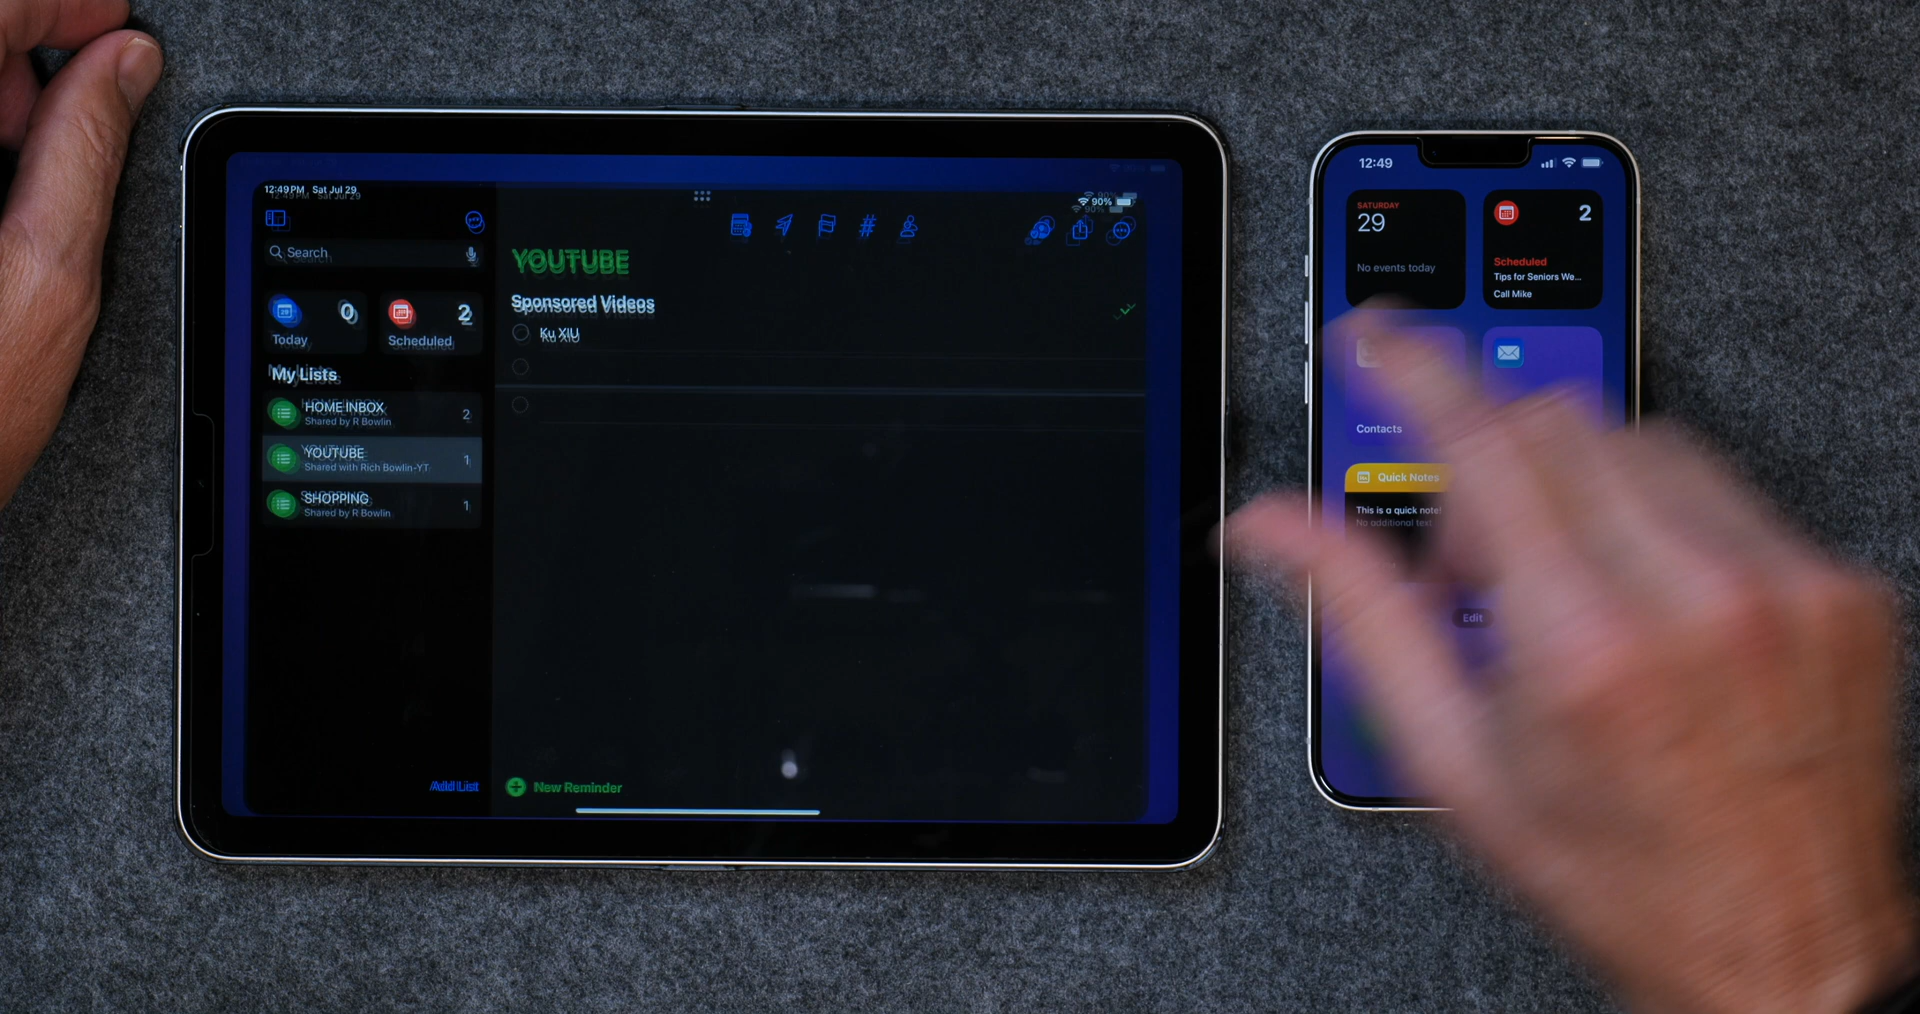 12:49 PM Sat Jul 29
90%
Search
0
Today
2
Scheduled
My Lists
HOME INBOX
Shared by R Bowlin
2
YOUTUBE
Shared with Rich Bowlin-YT
1
SHOPPING
Shared by R Bowlin
1
Add List
YOUTUBE
Sponsored Videos
Ku XIU
New Reminder
12:49
SATURDAY
29
No events today
2
Scheduled
Tips for Seniors We...
Call Mike
Contacts
Quick Notes
This is a quick note!
No additional text
Edit